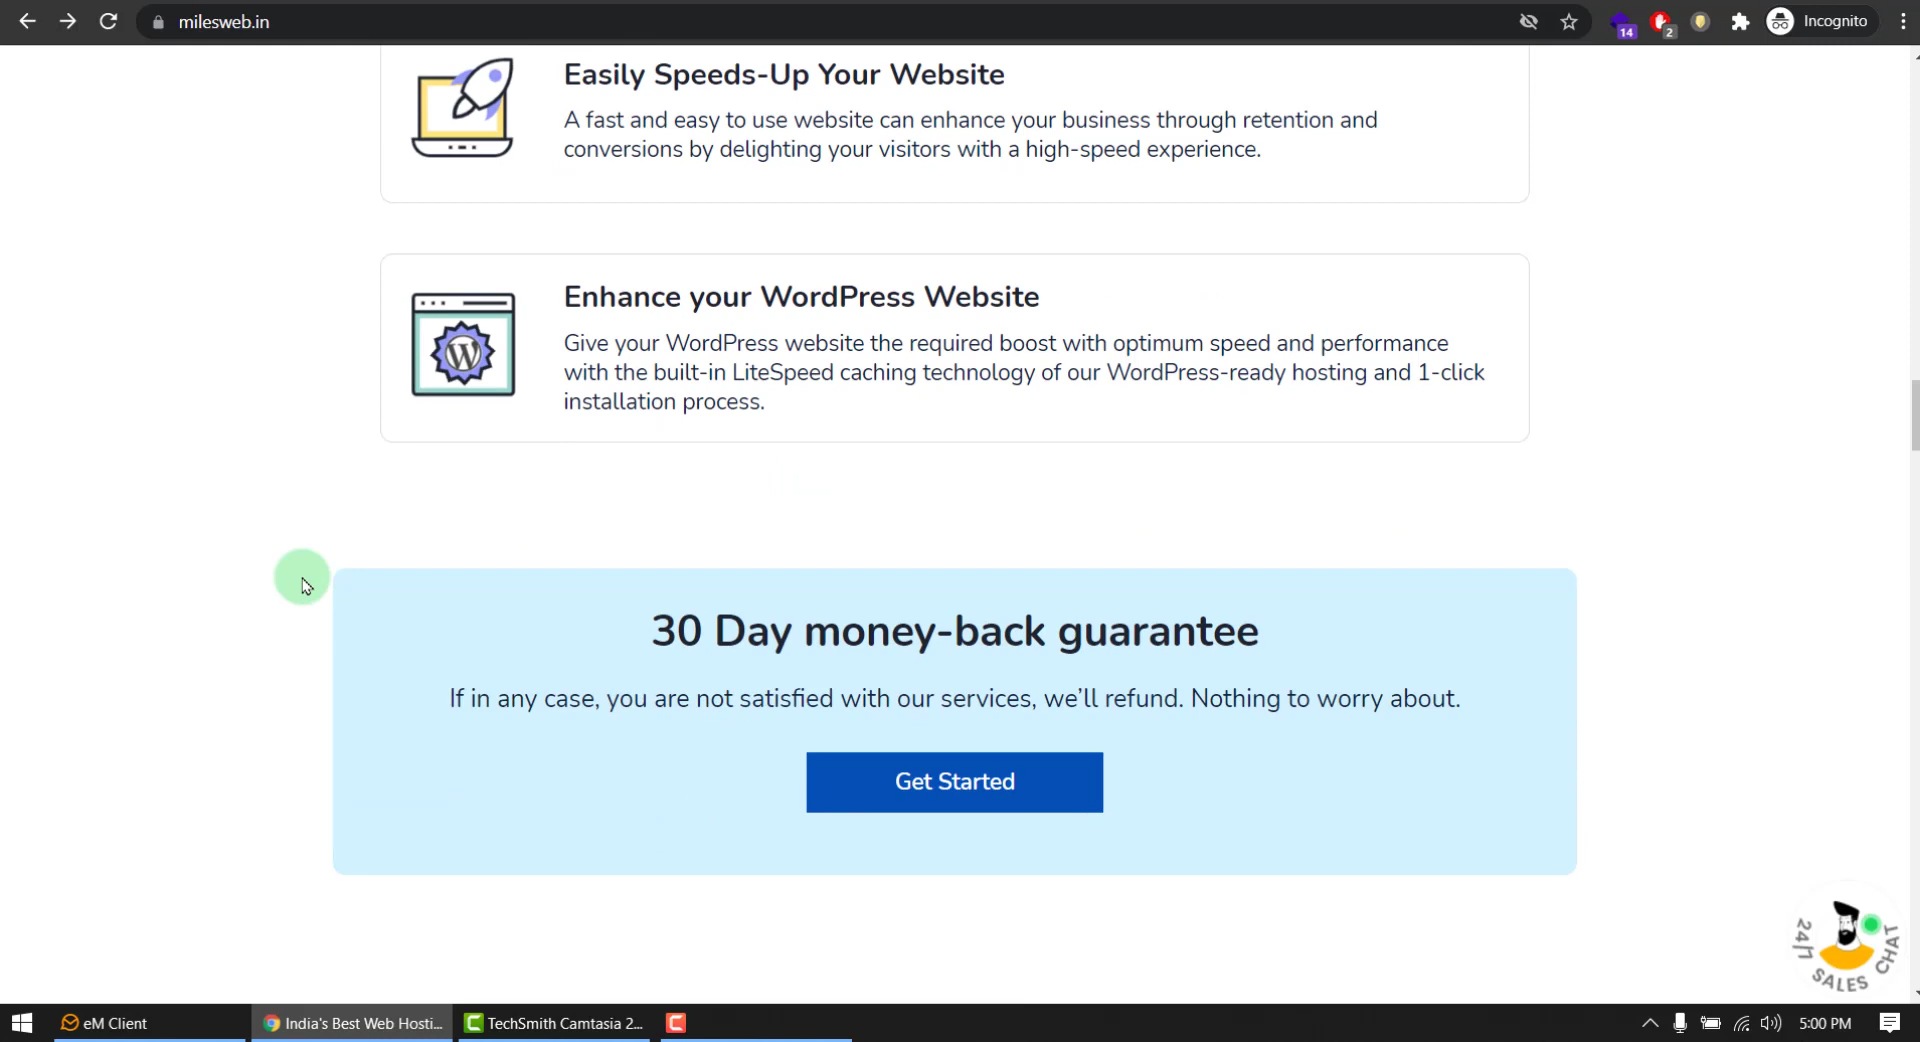 milesweb.in
14
2
Incognito
Easily Speeds-Up Your Website
A fast and easy to use website can enhance your business through retention and
conversions by delighting your visitors with a high-speed experience.
Enhance your WordPress Website
Give your WordPress website the required boost with optimum speed and performance
with the built-in LiteSpeed caching technology of our WordPress-ready hosting and 1-click
installation process.
30 Day money-back guarantee
If in any case, you are not satisfied with our services, we’ll refund. Nothing to worry about.
Get Started
24/7 SALES CHAT
eM Client
India's Best Web Hosti...
TechSmith Camtasia 2...
5:00 PM